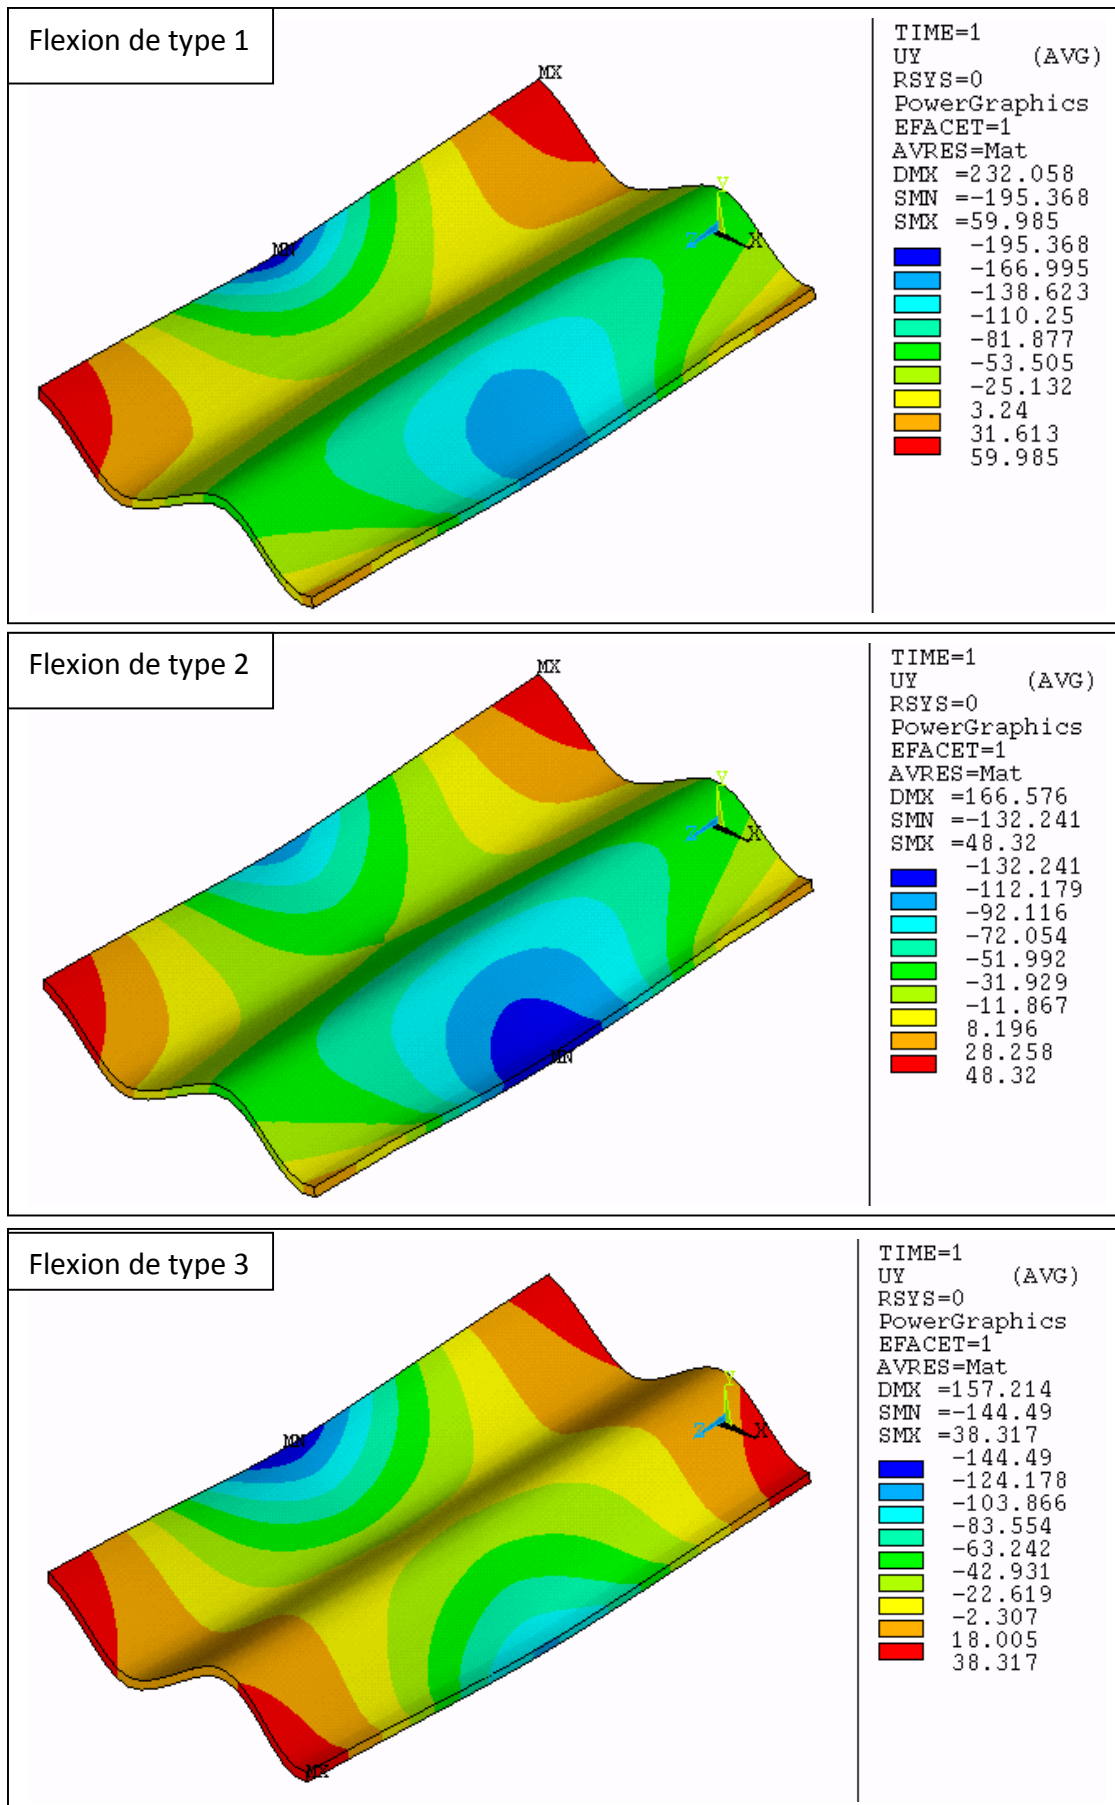 Flexion de type 1
MX
MN
Y
Z
X
TIME=1
UY (AVG)
RSYS=0
PowerGraphics
EFACET=1
AVRES=Mat
DMX =232.058
SMN =-195.368
SMX =59.985
-195.368
-166.995
-138.623
-110.25
-81.877
-53.505
-25.132
3.24
31.613
59.985
Flexion de type 2
MX
Y
Z
X
MN
TIME=1
UY (AVG)
RSYS=0
PowerGraphics
EFACET=1
AVRES=Mat
DMX =166.576
SMN =-132.241
SMX =48.32
-132.241
-112.179
-92.116
-72.054
-51.992
-31.929
-11.867
8.196
28.258
48.32
Flexion de type 3
MN
Y
Z
X
MX
TIME=1
UY (AVG)
RSYS=0
PowerGraphics
EFACET=1
AVRES=Mat
DMX =157.214
SMN =-144.49
SMX =38.317
-144.49
-124.178
-103.866
-83.554
-63.242
-42.931
-22.619
-2.307
18.005
38.317